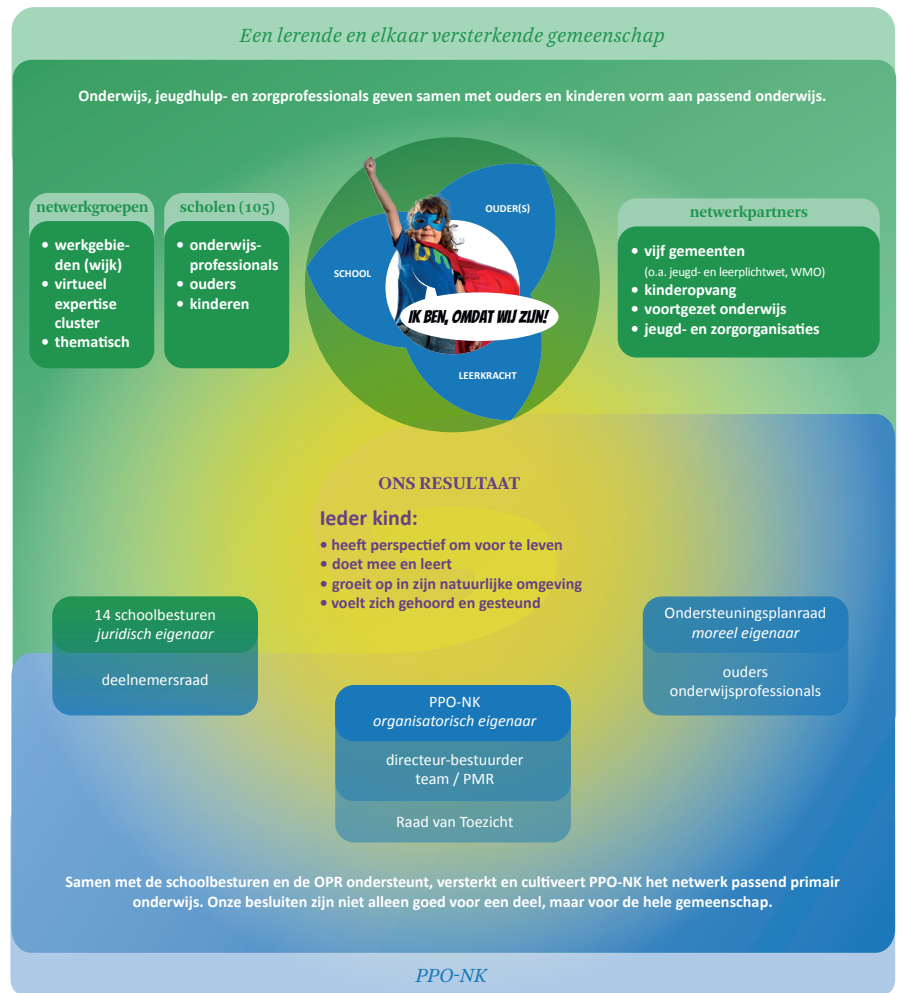 Een lerende en elkaar versterkende gemeenschap
Onderwijs, jeugdhulp- en zorgprofessionals geven samen met ouders en kinderen vorm aan passend onderwijs.
netwerkgroepen
• werkgebie-
den (wijk)
• virtueel
expertise
cluster
• thematisch
scholen (105)
• onderwijs-
professionals
• ouders
• kinderen
OUDER(S)
SCHOOL
IK BEN, OMDAT WIJ ZIJN!
LEERKRACHT
netwerkpartners
• vijf gemeenten
(o.a. jeugd- en leerplichtwet, WMO)
• kinderopvang
• voortgezet onderwijs
• jeugd- en zorgorganisaties
ONS RESULTAAT
Ieder kind:
• heeft perspectief om voor te leven
• doet mee en leert
• groeit op in zijn natuurlijke omgeving
• voelt zich gehoord en gesteund
14 schoolbesturen
juridisch eigenaar
deelnemersraad
Ondersteuningsplanraad
moreel eigenaar
ouders
onderwijsprofessionals
PPO-NK
organisatorisch eigenaar
directeur-bestuurder
team / PMR
Raad van Toezicht
Samen met de schoolbesturen en de OPR ondersteunt, versterkt en cultiveert PPO-NK het netwerk passend primair
onderwijs. Onze besluiten zijn niet alleen goed voor een deel, maar voor de hele gemeenschap.
PPO-NK